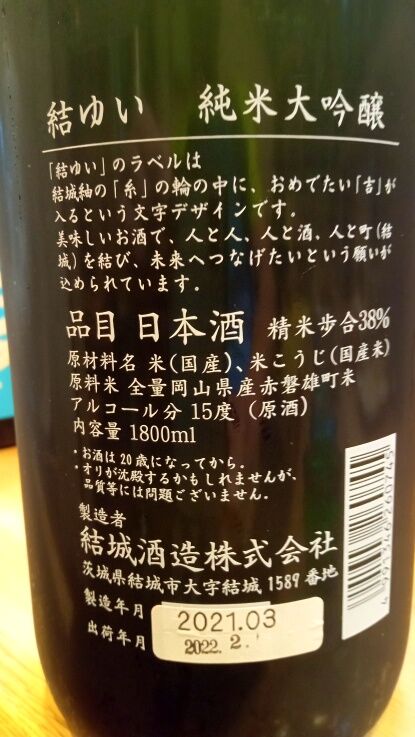 結ゆい 純米大吟醸
「結ゆい」のラベルは
結城紬の「糸」の輪の中に、おめでたい「吉」が
入るという文字デザインです。
美味しいお酒で、人と人、人と酒、人と町(結
城)を結び、未来へつなげたいという願いが
込められています。
品目 日本酒 精米歩合38%
原材料名 米(国産)、米こうじ(国産米)
原料米 全量岡山県産赤磐雄町米
アルコール分 15度 (原酒)
内容量 1800ml
*お酒は20歳になってから。
*オリが沈殿するかもしれませんが、
品質等には問題ございません。
製造者
結城酒造株式会社
茨城県結城市大字結城1589番地
製造年月 2021.03
出荷年月 2022.2.